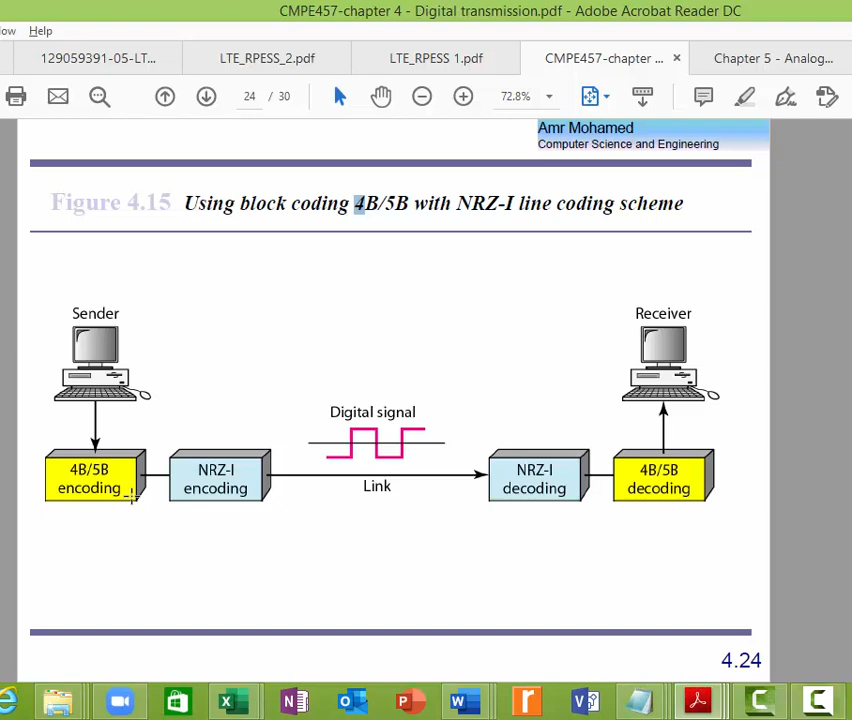 CMPE457-chapter 4 - Digital transmission.pdf - Adobe Acrobat Reader DC
Help
129059391-05-LT...
LTE_RPESS_2.pdf
LTE_RPESS 1.pdf
CMPE457-chapter ... ×
Chapter 5 - Analog...
24 / 30
72.8%
Amr Mohamed
Computer Science and Engineering
Figure 4.15 Using block coding 4B/5B with NRZ-I line coding scheme
Sender
Receiver
Digital signal
4B/5B
encoding
NRZ-I
encoding
Link
NRZ-I
decoding
4B/5B
decoding
4.24